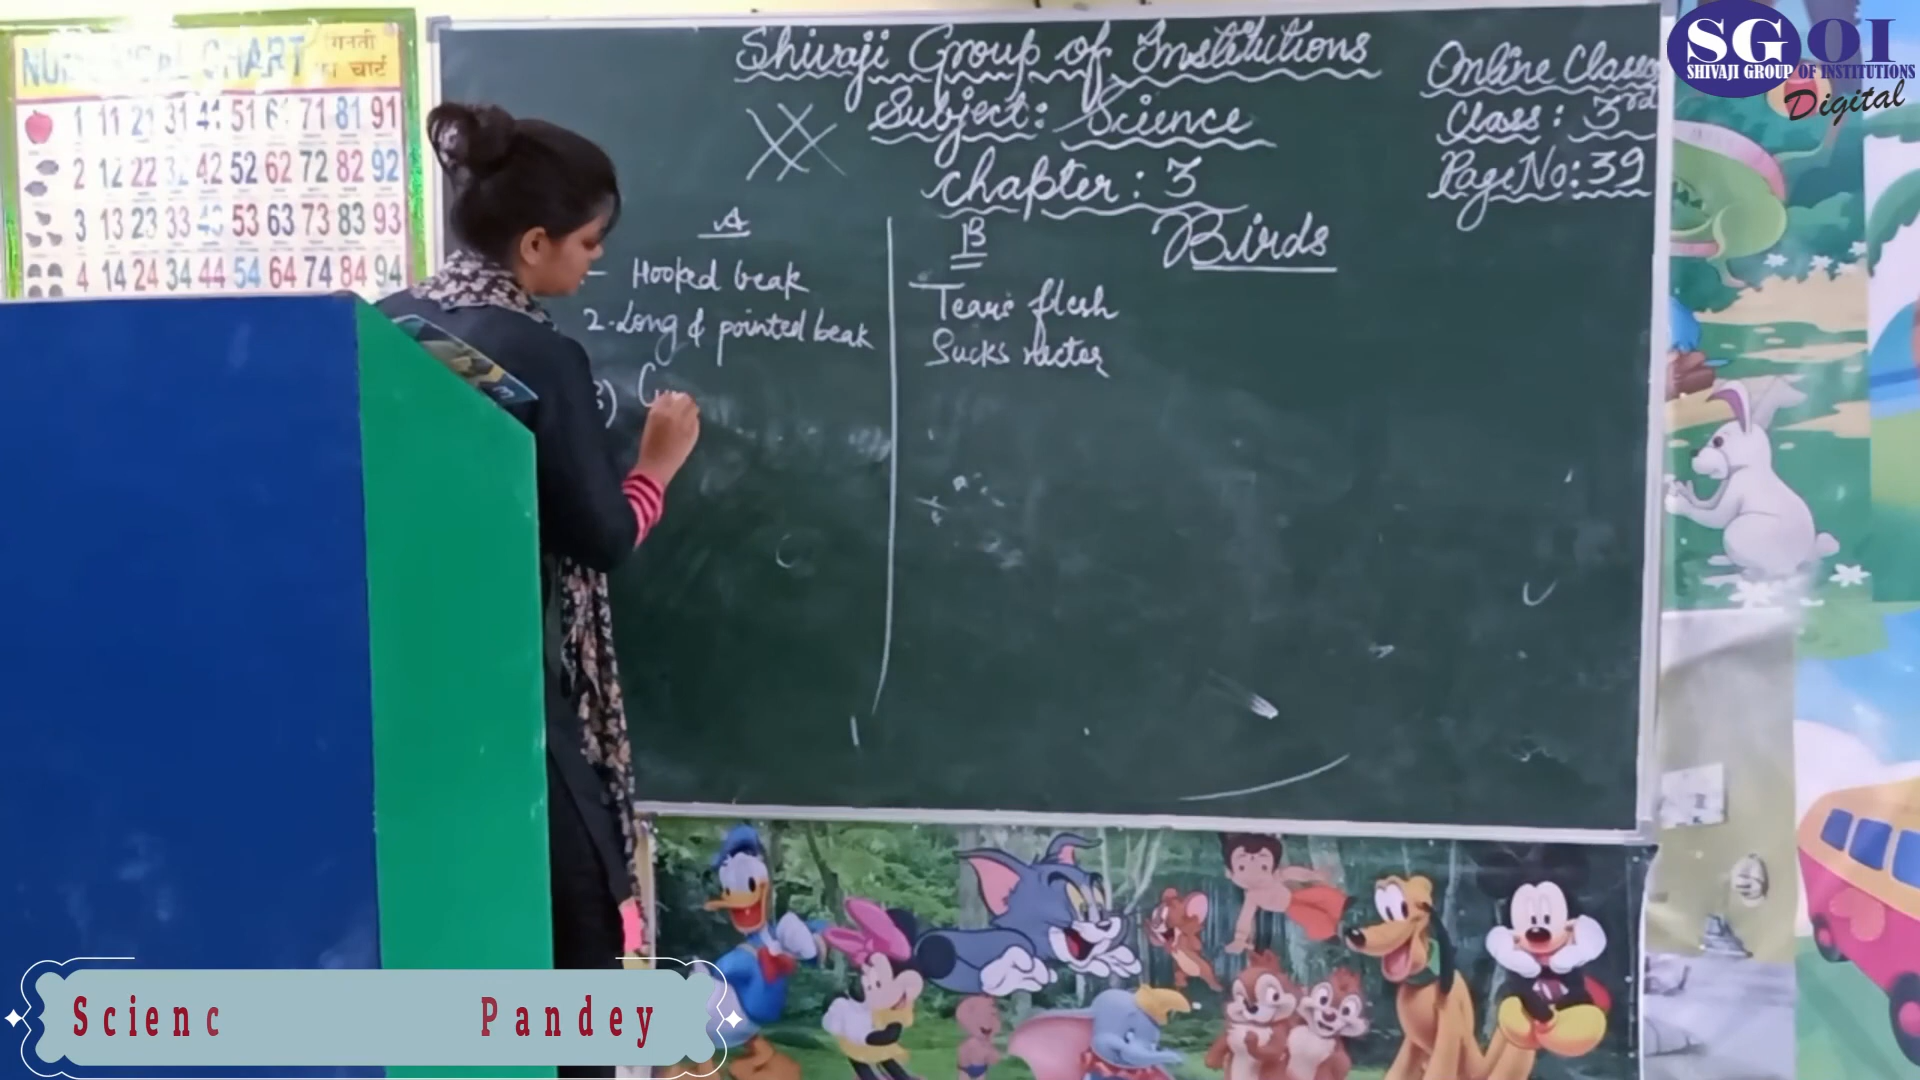 NUMERICAL CHART
गिनती
का चार्ट
1 11 21 31 41 51 61 71 81 91
2 12 22 32 42 52 62 72 82 92
3 13 23 33 43 53 63 73 83 93
4 14 24 34 44 54 64 74 84 94
Shivaji Group of Institutions
Subject: Science
Chapter: 3
Birds
Online Classes
Class: 3rd
Page No: 39
A
- Hooked beak
2-Long & pointed beak
3) Cu
B
Tears flesh
Sucks nectar
SGOI
SHIVAJI GROUP OF INSTITUTIONS
Digital
Scienc Pandey